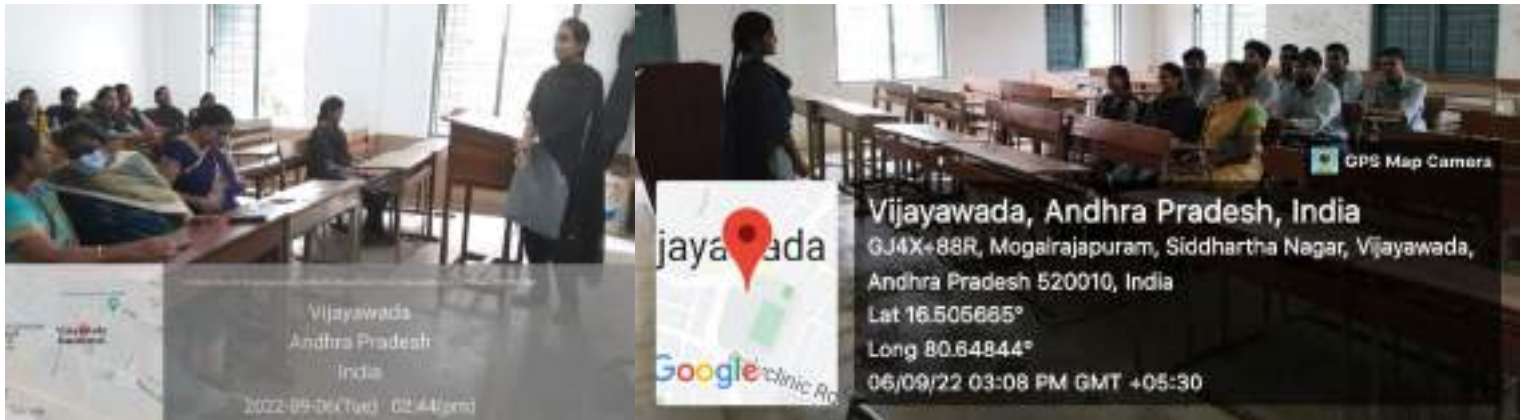 Vijayawada
Andhra Pradesh
India
2022-09-06(Tue) 02:44(pm)
GPS Map Camera
Vijayawada, Andhra Pradesh, India
GJ4X+88R, Mogalrajapuram, Siddhartha Nagar, Vijayawada,
Andhra Pradesh 520010, India
Lat 16.505665°
Long 80.64844°
06/09/22 03:08 PM GMT +05:30
jayawada
Google
clinic Ro